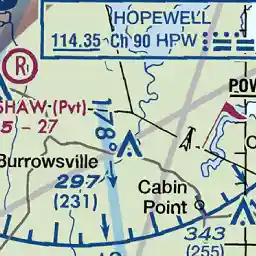 HOPEWELL
114.35 Ch 90 HPW
R
SHAW (Pvt)
5 - 27
178°
POW
Burrowsville
297
(231)
Cabin
Point
343
(255)